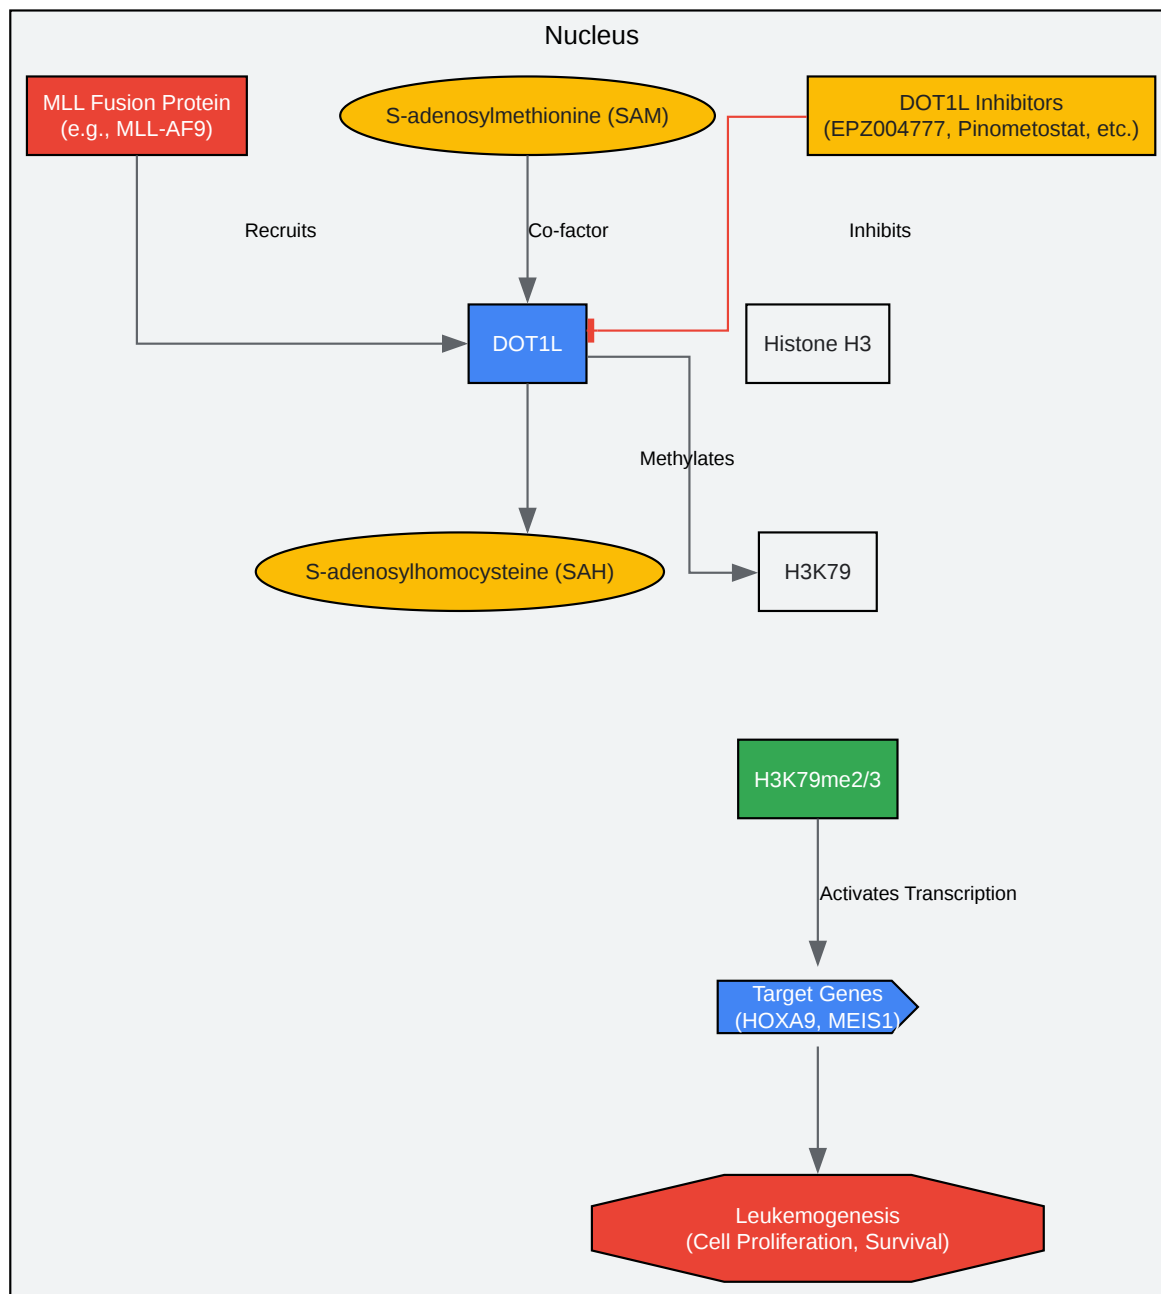 Nucleus
MLL Fusion Protein
(e.g., MLL-AF9)
S-adenosylmethionine (SAM)
DOT1L Inhibitors
(EPZ004777, Pinometostat, etc.)
Recruits
Co-factor
Inhibits
DOT1L
Histone H3
Methylates
S-adenosylhomocysteine (SAH)
H3K79
H3K79me2/3
Activates Transcription
Target Genes
(HOXA9, MEIS1)
Leukemogenesis
(Cell Proliferation, Survival)